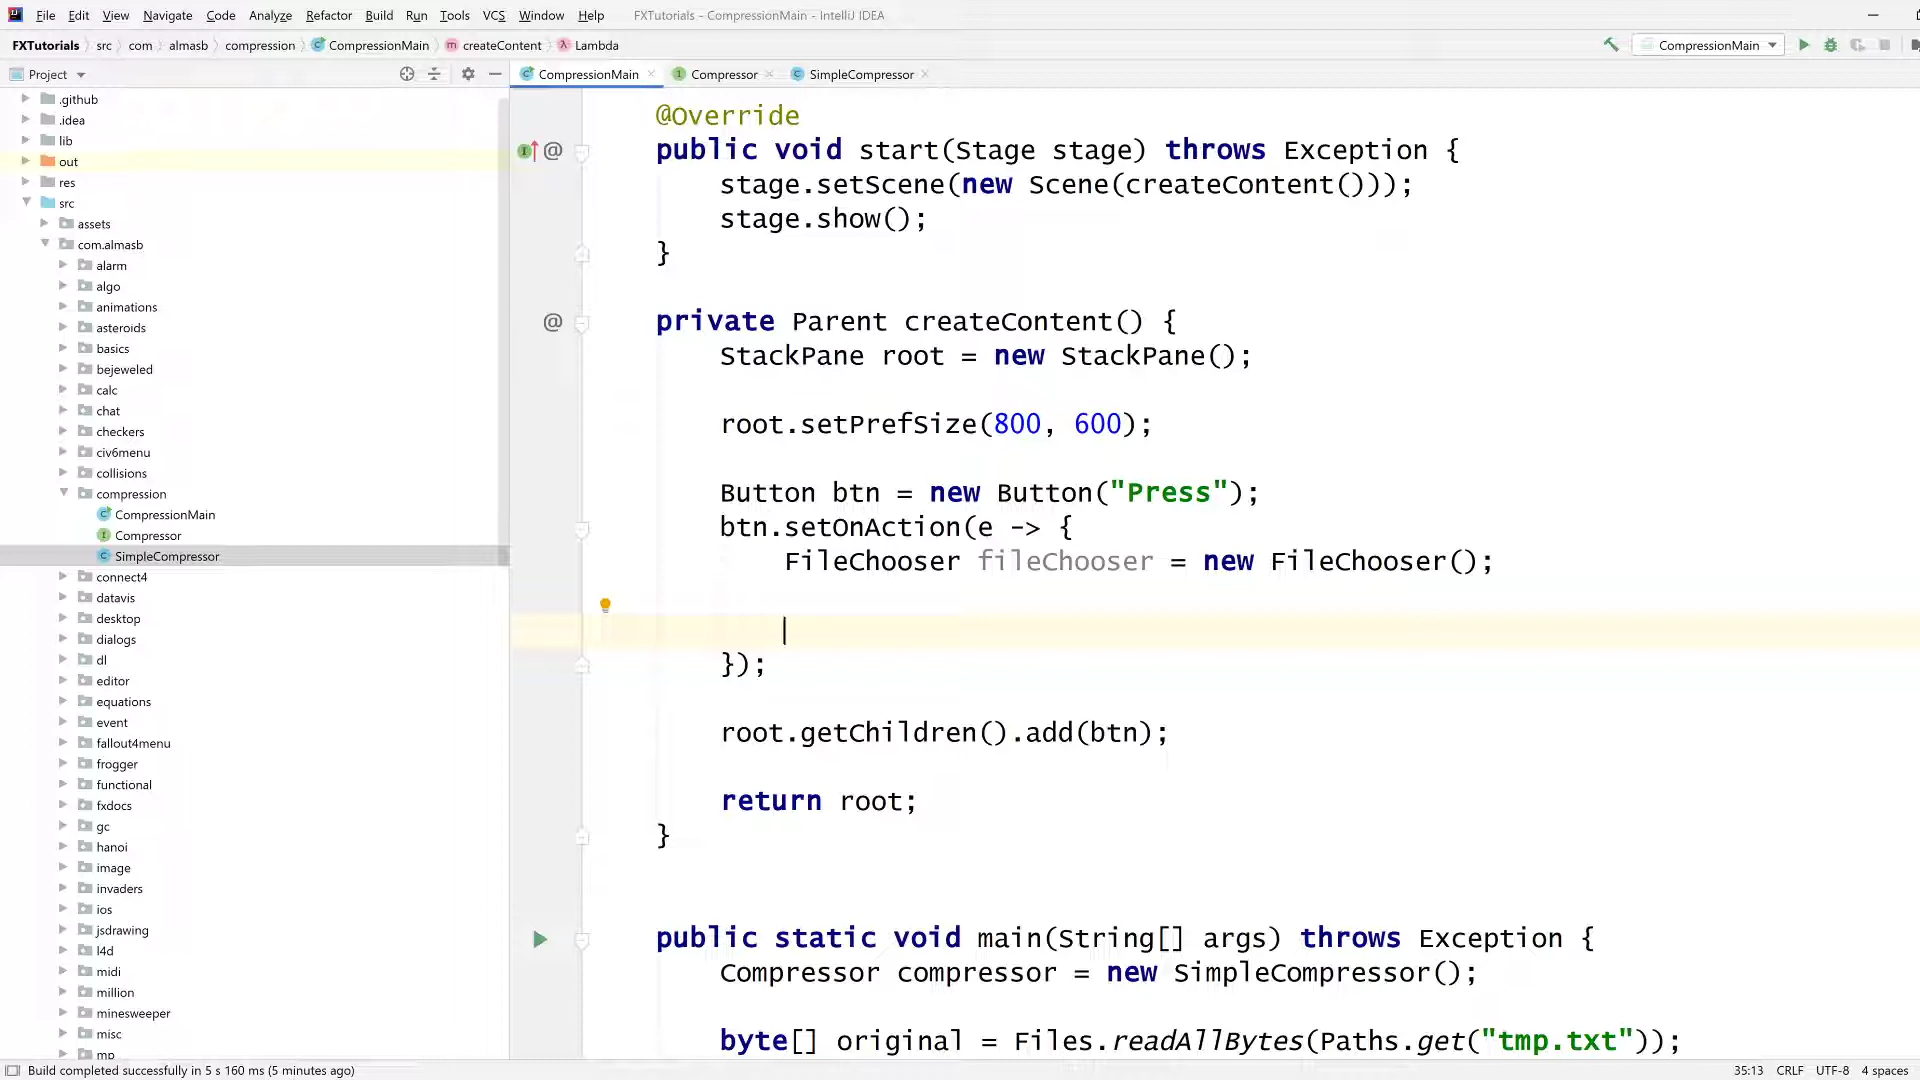 File Edit View Navigate Code Analyze Refactor Build Run Tools VCS Window Help FXTutorials - CompressionMain - IntelliJ IDEA
FXTutorials src com almasb compression CompressionMain createContent Lambda CompressionMain
Project CompressionMain Compressor SimpleCompressor
.github
.idea
lib
out
res
src
assets
com.almasb
alarm
algo
animations
asteroids
basics
bejeweled
calc
chat
checkers
civ6menu
collisions
compression
CompressionMain
Compressor
SimpleCompressor
connect4
datavis
desktop
dialogs
dl
editor
equations
event
fallout4menu
frogger
functional
fxdocs
gc
hanoi
image
invaders
ios
jsdrawing
l4d
midi
million
minesweeper
misc
mp
@Override
public void start(Stage stage) throws Exception {
stage.setScene(new Scene(createContent()));
stage.show();
}
private Parent createContent() {
StackPane root = new StackPane();
root.setPrefSize(800, 600);
Button btn = new Button("Press");
btn.setOnAction(e -> {
FileChooser fileChooser = new FileChooser();
});
root.getChildren().add(btn);
return root;
}
public static void main(String[] args) throws Exception {
Compressor compressor = new SimpleCompressor();
byte[] original = Files.readAllBytes(Paths.get("tmp.txt"));
Build completed successfully in 5 s 160 ms (5 minutes ago) 35:13 CRLF UTF-8 4 spaces